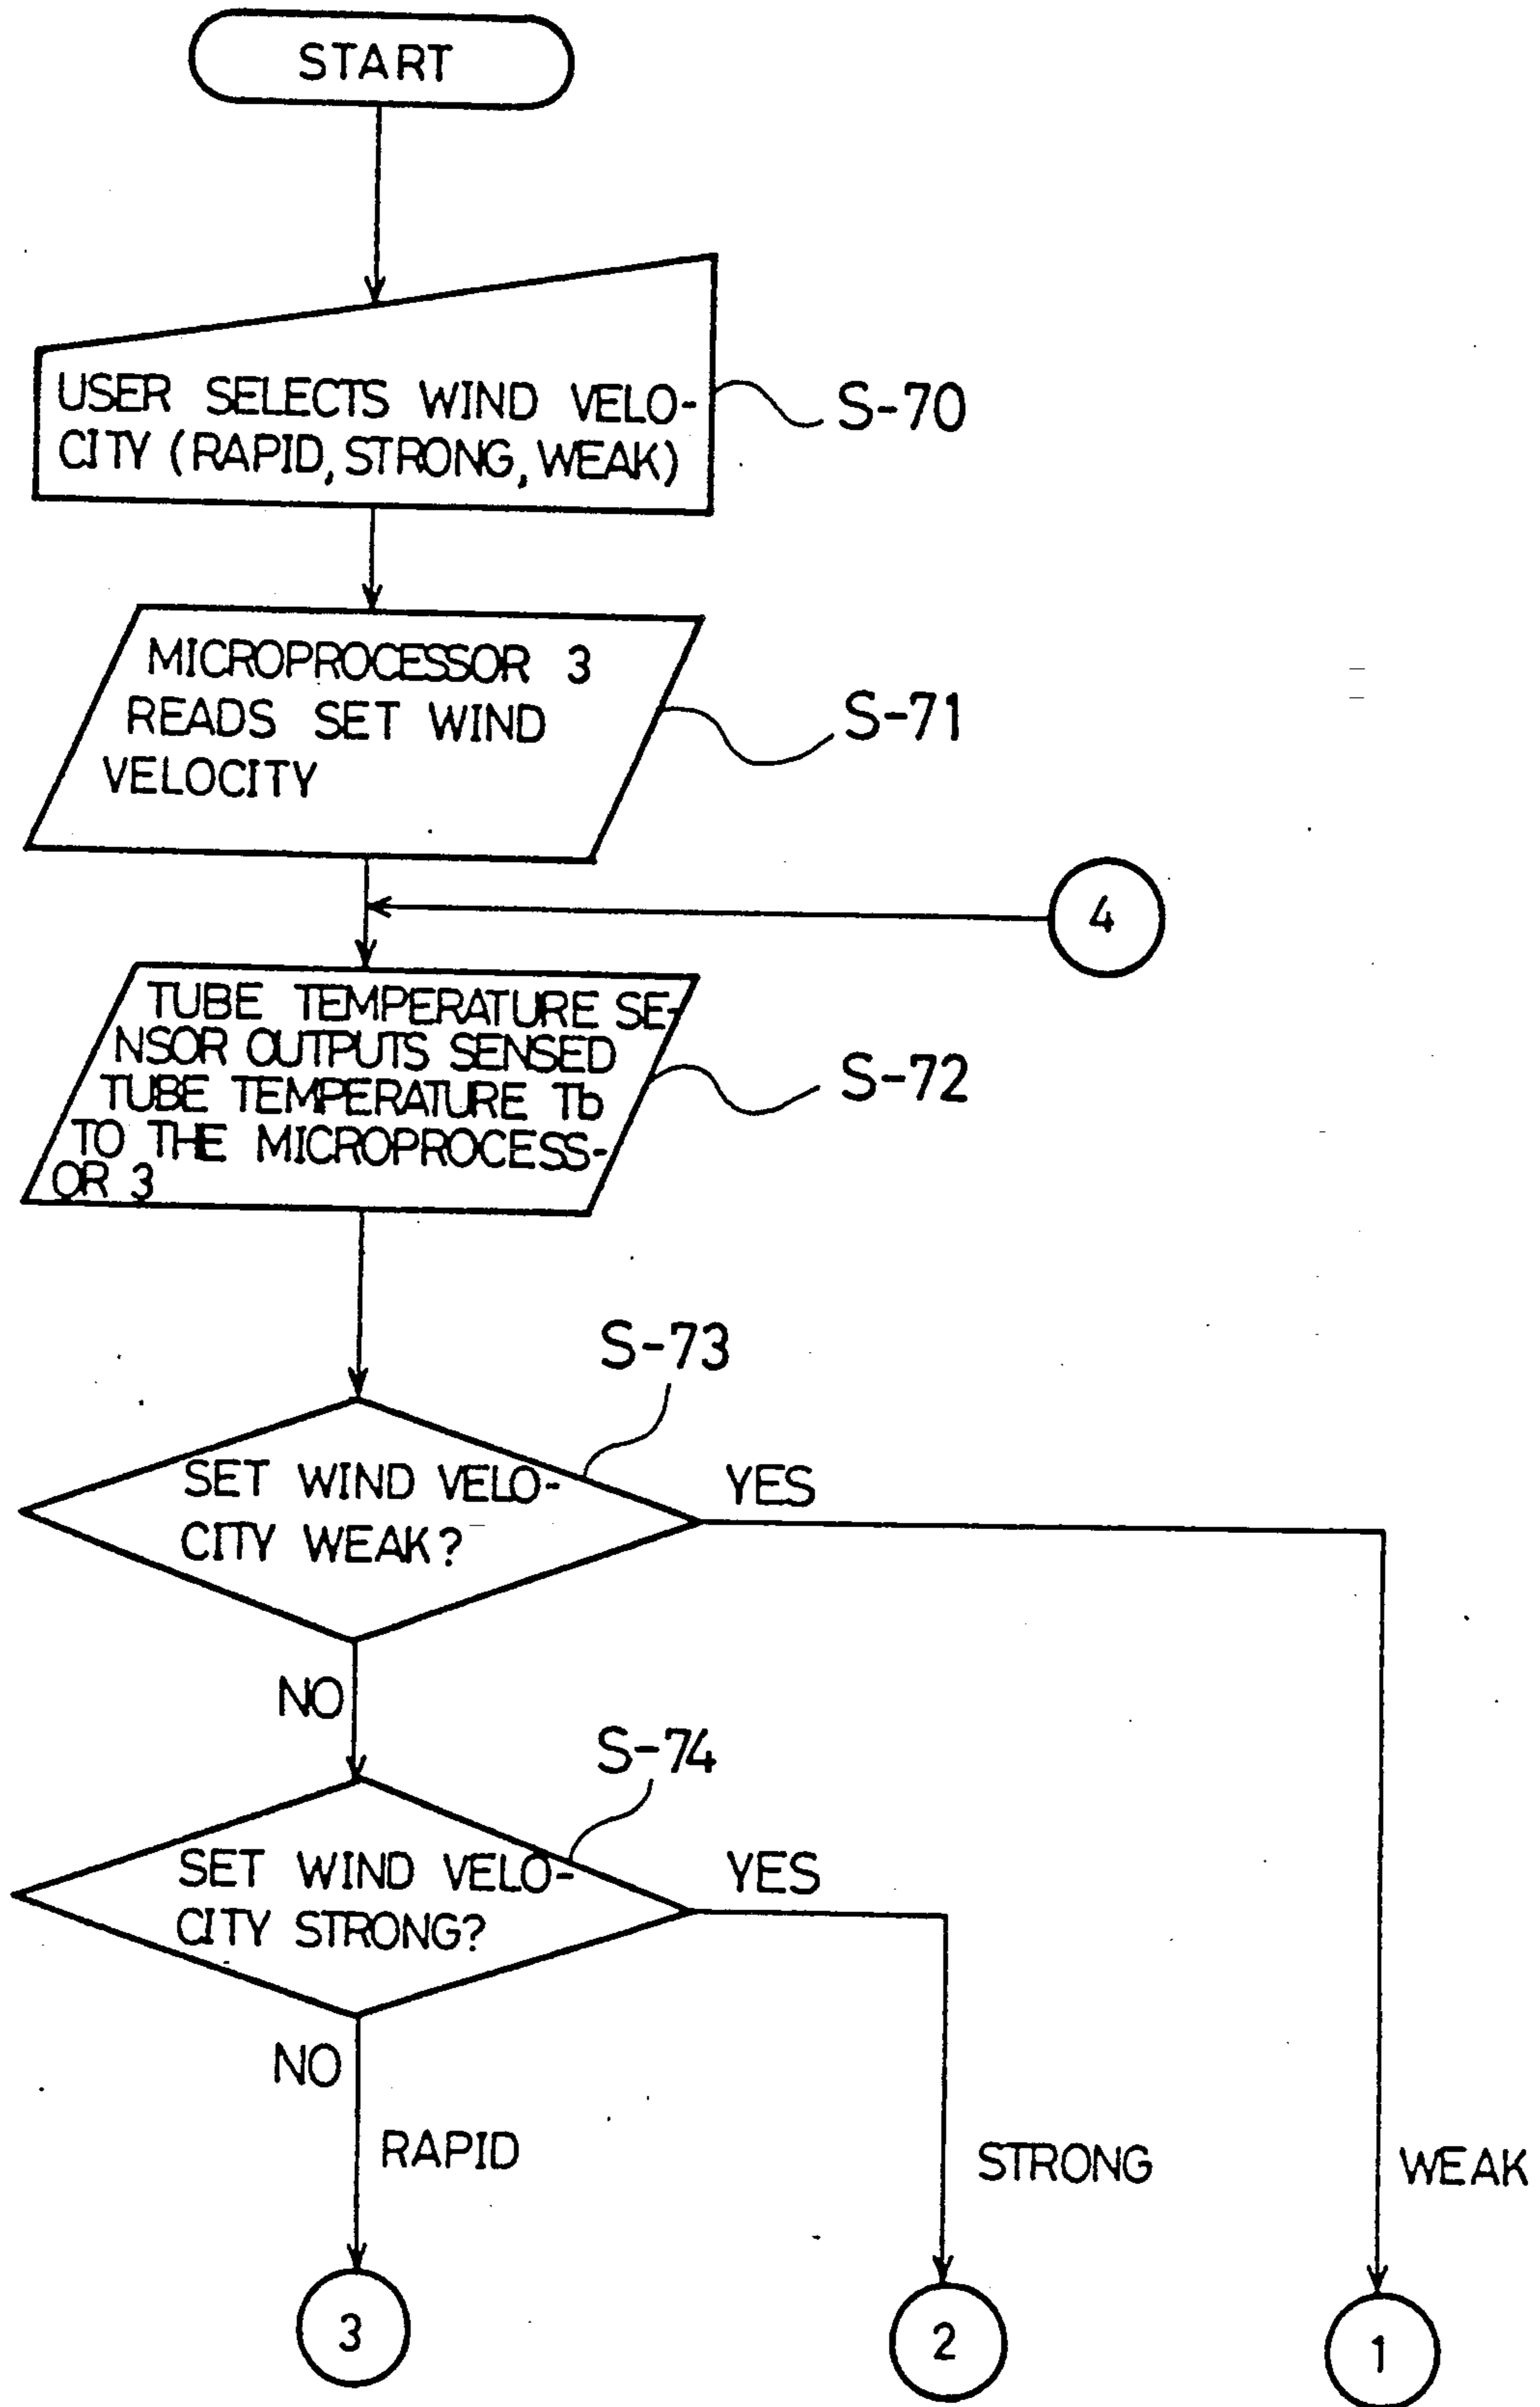 START
USER SELECTS WIND VELO-
CITY (RAPID, STRONG, WEAK)
S-70
MICROPROCESSOR 3
READS SET WIND
VELOCITY
S-71
4
TUBE TEMPERATURE SE-
NSOR OUTPUTS SENSED
TUBE TEMPERATURE Tb
TO THE MICROPROCESS-
OR 3
S-72
S-73
SET WIND VELO-
CITY WEAK?
YES
NO
S-74
SET WIND VELO-
CITY STRONG?
YES
NO
RAPID
STRONG
WEAK
3
2
1